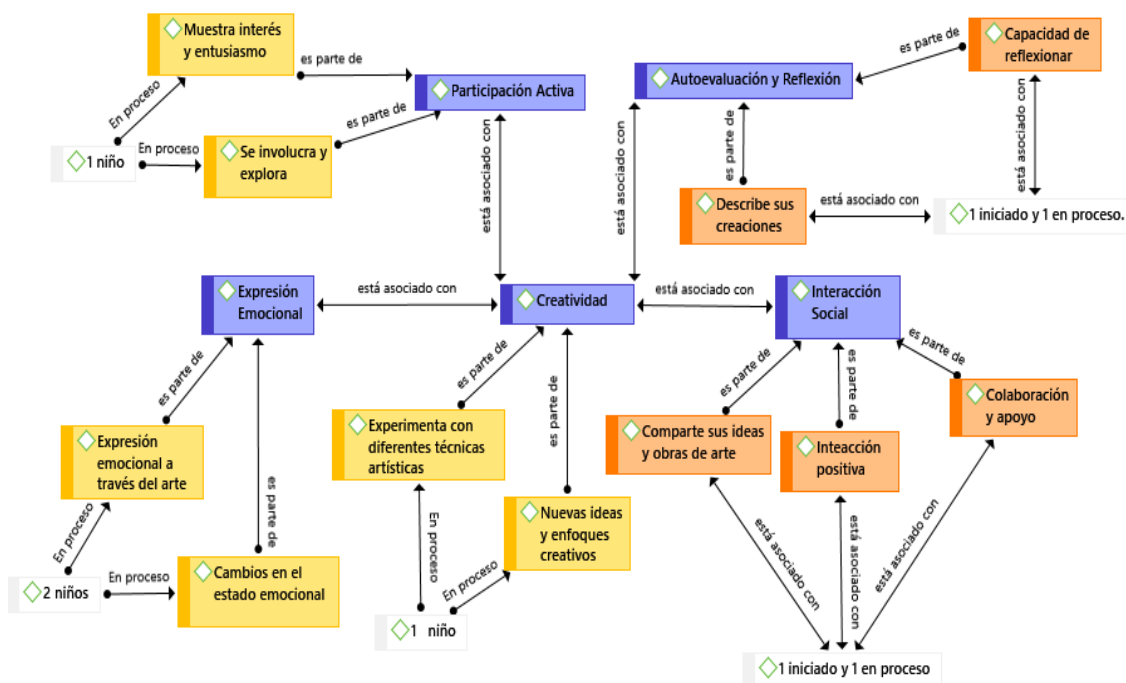 Muestra interés
y entusiasmo
es parte de
En proceso
Participación Activa
es parte de
En proceso
1 niño
Se involucra y
explora
está asociado con
Capacidad de
reflexionar
es parte de
Autoevaluación y Reflexión
está asociado con
es parte de
está asociado con
Describe sus
creaciones
está asociado con
1 iniciado y 1 en proceso.
Expresión
Emocional
está asociado con
Creatividad
está asociado con
Interacción
Social
es parte de
es parte de
es parte de
es parte de
es parte de
es parte de
es parte de
Expresión
emocional a
través del arte
Experimenta con
diferentes técnicas
artísticas
Comparte sus ideas
y obras de arte
Inteacción
positiva
Colaboración
y apoyo
En proceso
En proceso
2 niños
Cambios en el
estado emocional
En proceso
En proceso
Nuevas ideas
y enfoques
creativos
1 niño
está asociado con
está asociado con
está asociado con
1 iniciado y 1 en proceso